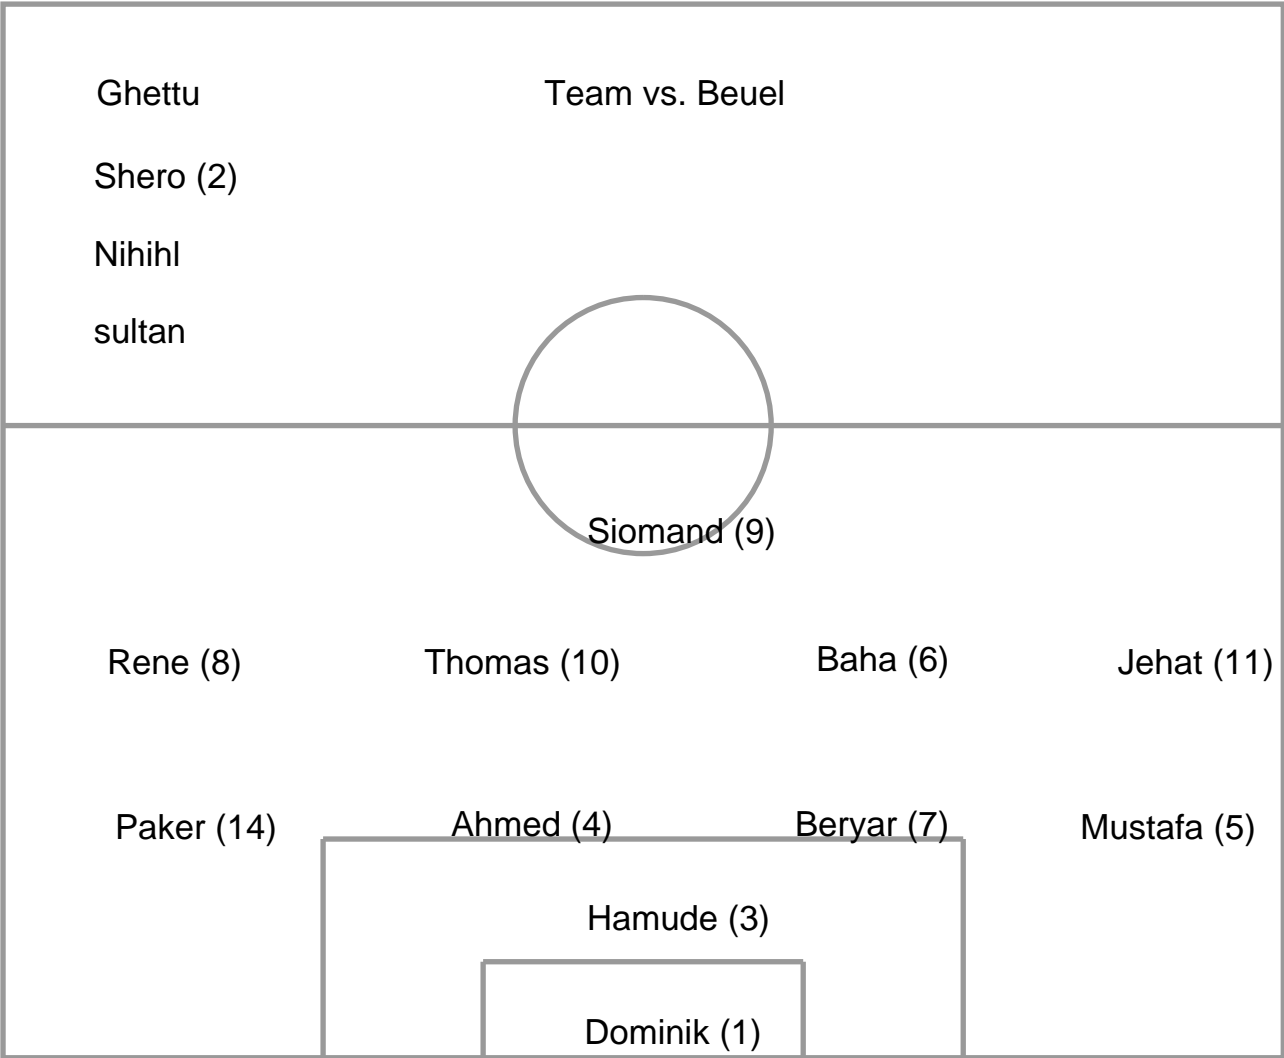 Ghettu
Team vs. Beuel
Shero (2)
Nihihl
sultan
Siomand (9)
Rene (8)
Thomas (10)
Baha (6)
Jehat (11)
Paker (14)
Ahmed (4)
Beryar (7)
Mustafa (5)
Hamude (3)
Dominik (1)